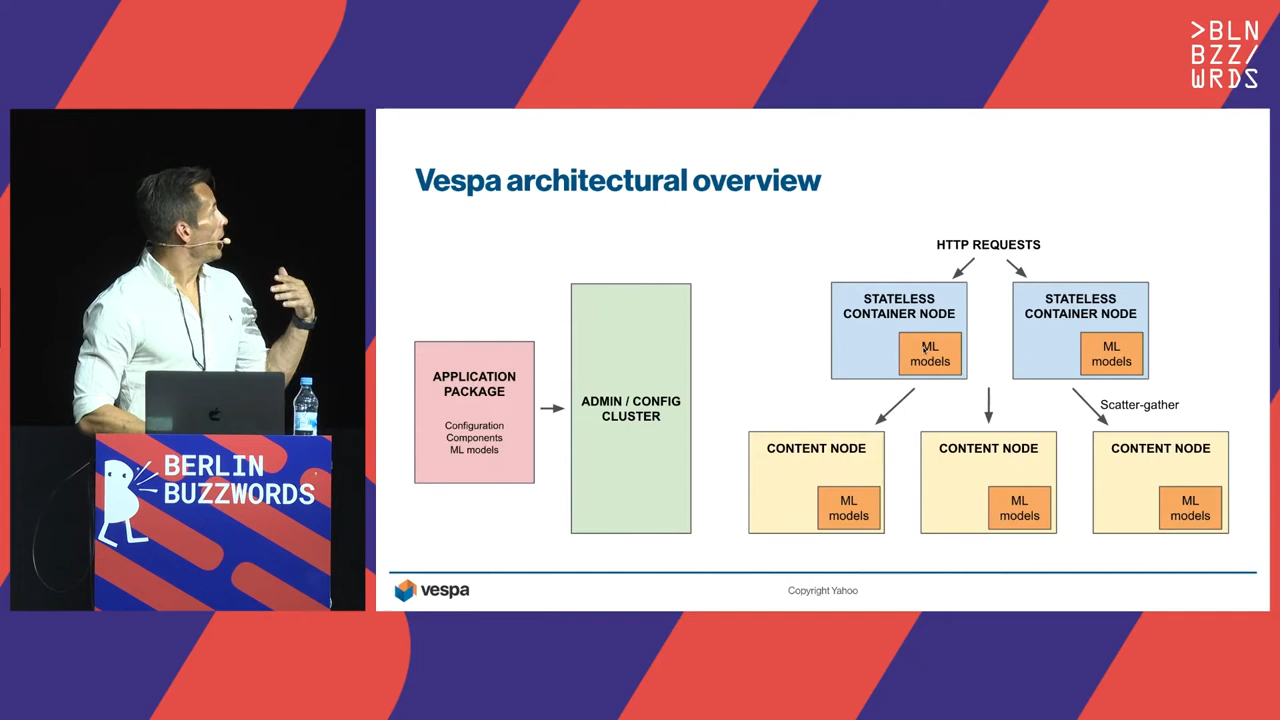 >BLN
BZZ/
WRDS
Vespa architectural overview
HTTP REQUESTS
STATELESS
CONTAINER NODE
ML
models
STATELESS
CONTAINER NODE
ML
models
APPLICATION
PACKAGE
Configuration
Components
ML models
ADMIN / CONFIG
CLUSTER
Scatter-gather
CONTENT NODE
ML
models
CONTENT NODE
ML
models
CONTENT NODE
ML
models
BERLIN
BUZZWORDS
vespa
Copyright Yahoo